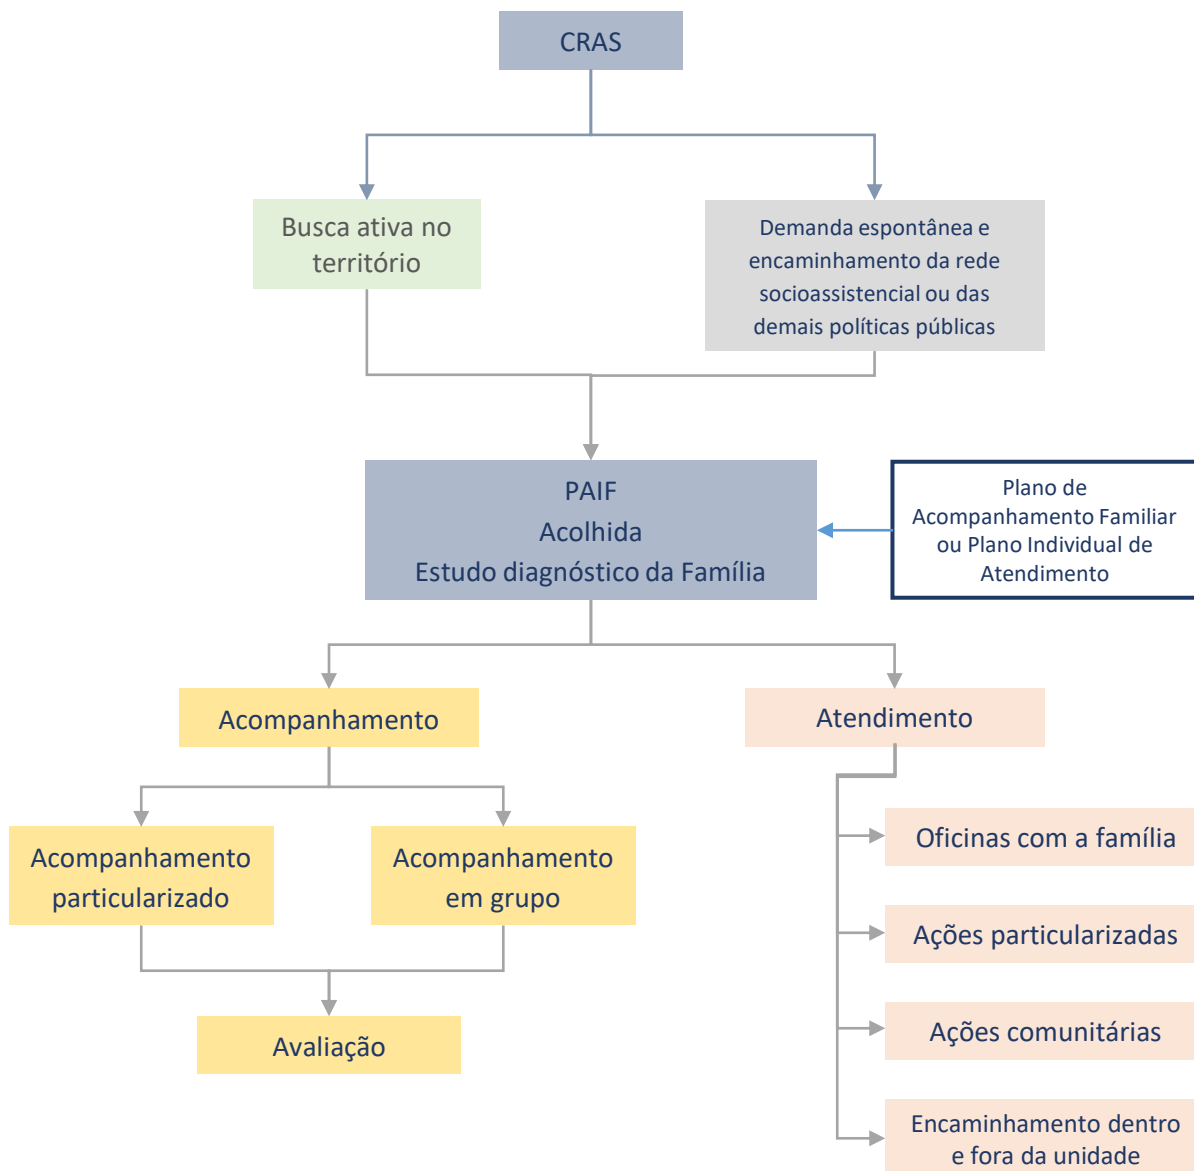 CRAS
Busca ativa no
território
Demanda espontânea e
encaminhamento da rede
socioassistencial ou das
demais políticas públicas
PAIF
Acolhida
Estudo diagnóstico da Família
Plano de
Acompanhamento Familiar
ou Plano Individual de
Atendimento
Acompanhamento
Atendimento
Acompanhamento
particularizado
Acompanhamento
em grupo
Avaliação
Oficinas com a família
Ações particularizadas
Ações comunitárias
Encaminhamento dentro
e fora da unidade